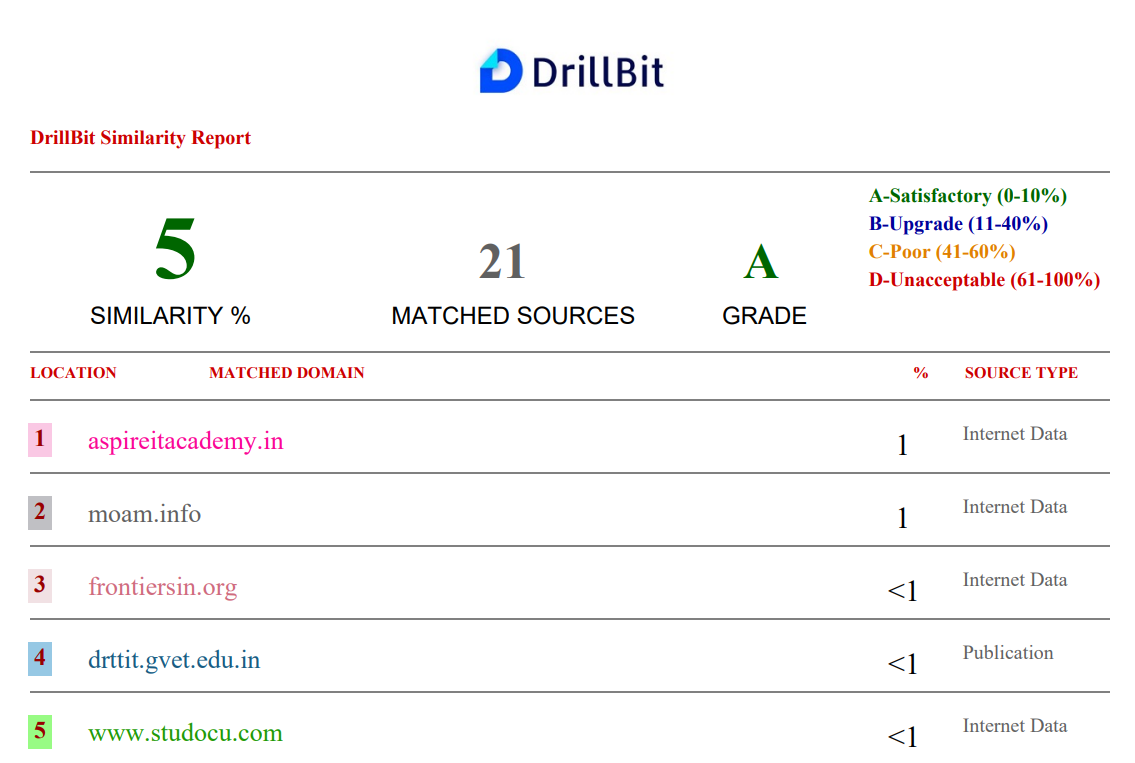 DrillBit
DrillBit Similarity Report
5
SIMILARITY %
21
MATCHED SOURCES
A
GRADE
A-Satisfactory (0-10%)
B-Upgrade (11-40%)
C-Poor (41-60%)
D-Unacceptable (61-100%)
LOCATION MATCHED DOMAIN % SOURCE TYPE
1 aspireitacademy.in 1 Internet Data
2 moam.info 1 Internet Data
3 frontiersin.org <1 Internet Data
4 drttit.gvet.edu.in <1 Publication
5 www.studocu.com <1 Internet Data